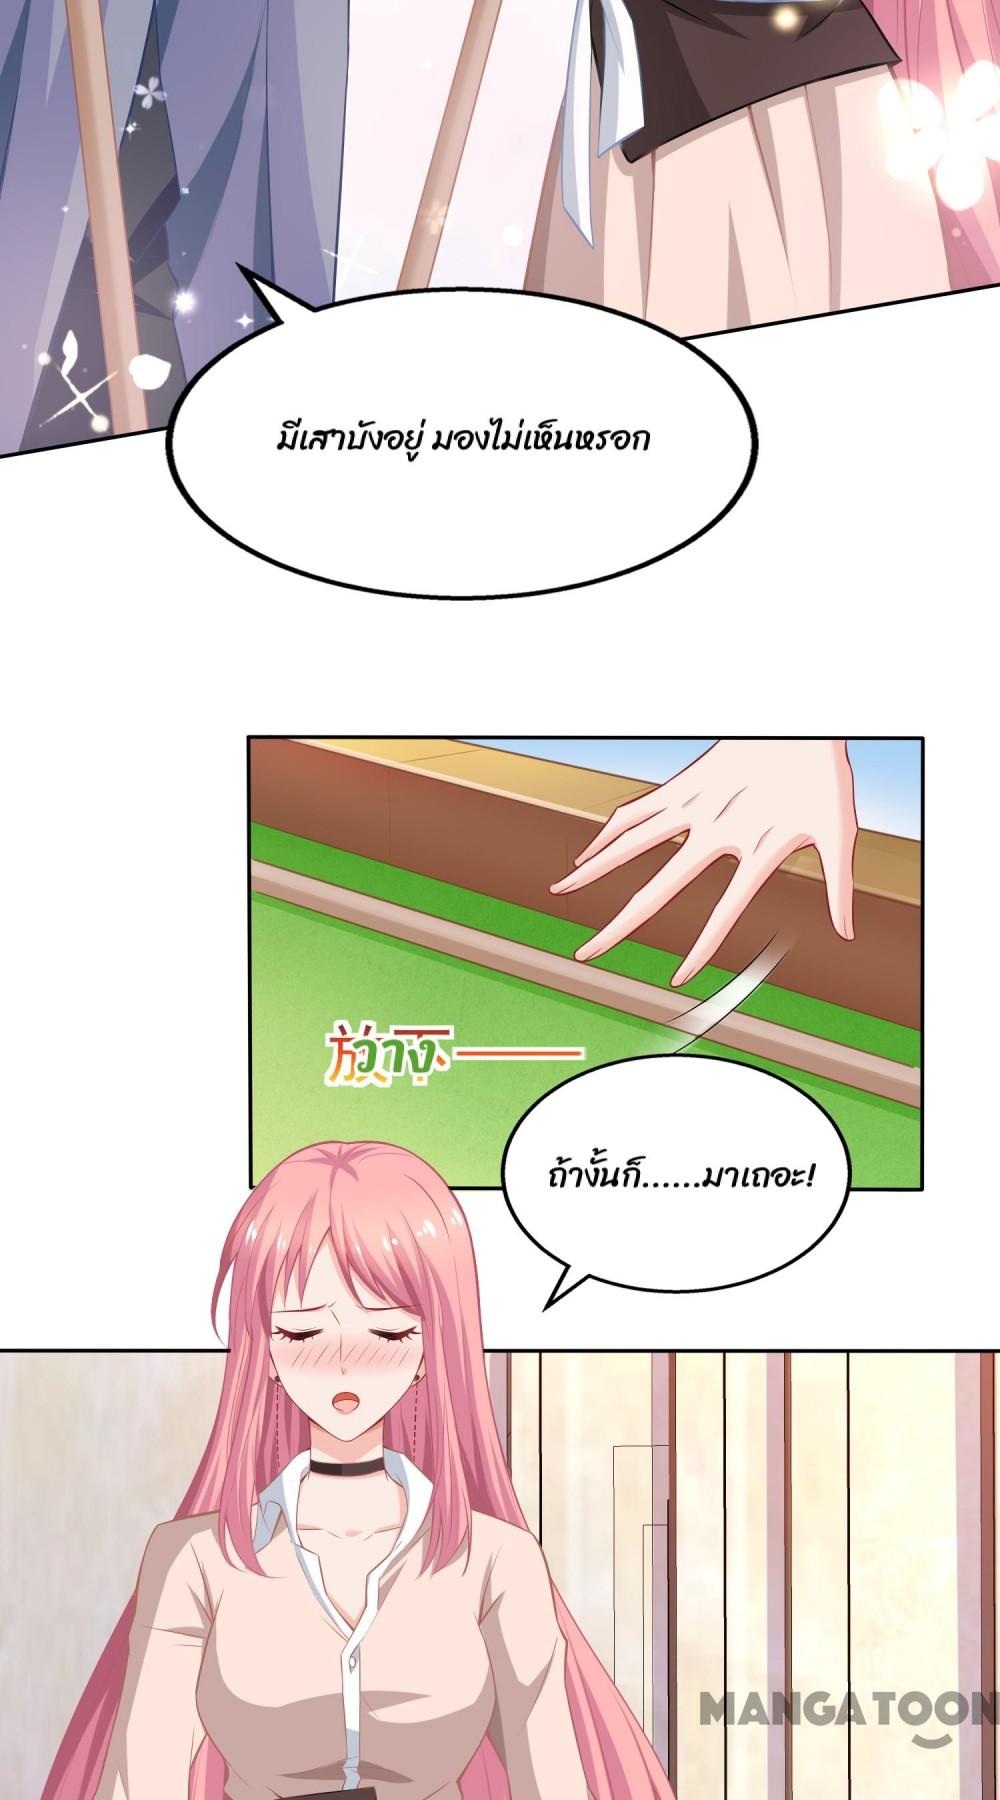 มีเสาบังอยู่ มองไม่เห็นหรอก
วาง
ถ้างั้นก็......มาเถอะ!
MANGATOON